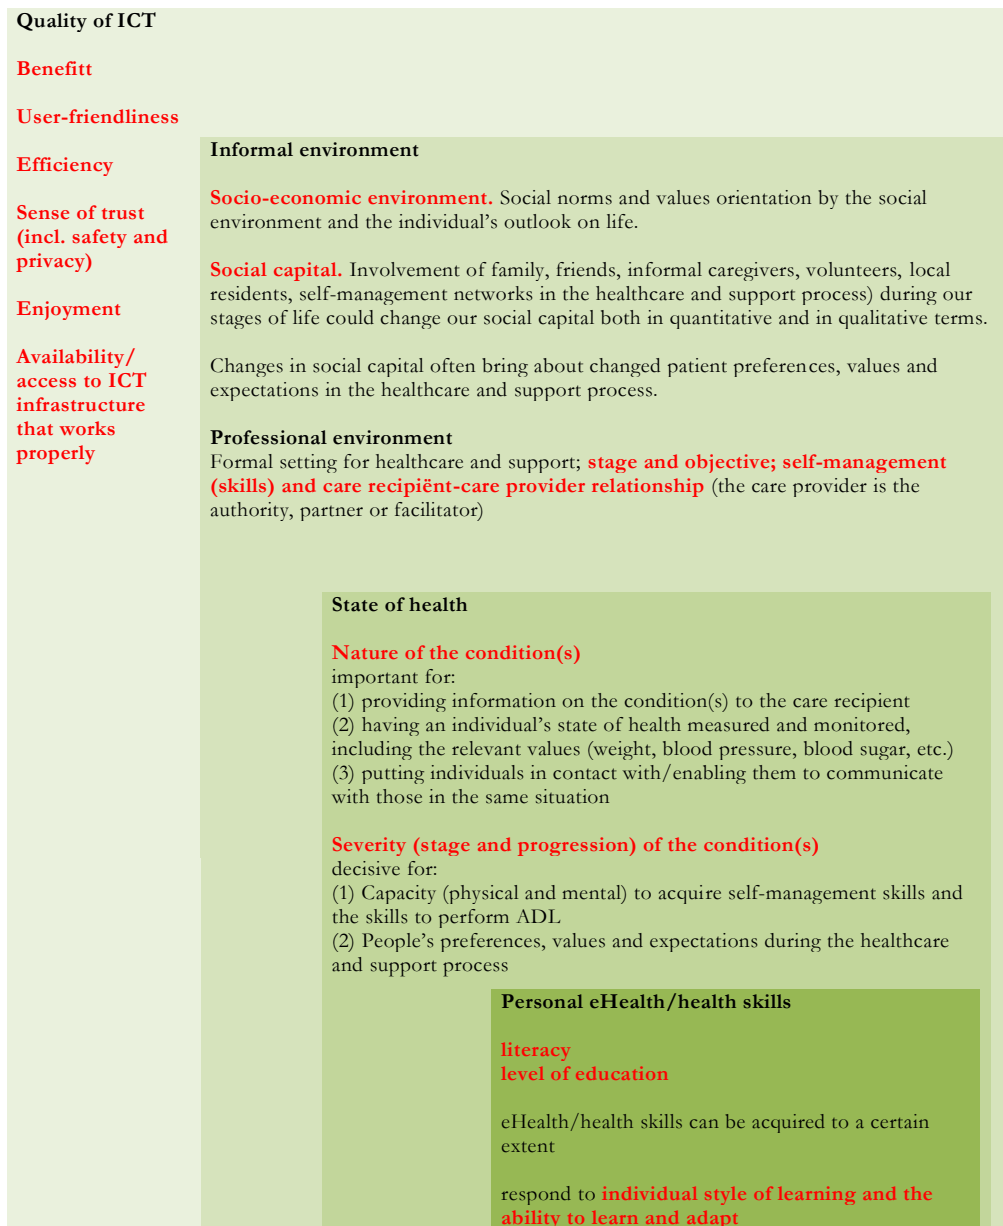 Quality of ICT
Benefitt
User-friendliness
Efficiency
Sense of trust
(incl. safety and
privacy)
Enjoyment
Availability/
access to ICT
infrastructure
that works
properly
Informal environment
Socio-economic environment. Social norms and values orientation by the social
environment and the individual’s outlook on life.
Social capital. Involvement of family, friends, informal caregivers, volunteers, local
residents, self-management networks in the healthcare and support process) during our
stages of life could change our social capital both in quantitative and in qualitative terms.
Changes in social capital often bring about changed patient preferences, values and
expectations in the healthcare and support process.
Professional environment
Formal setting for healthcare and support; stage and objective; self-management
(skills) and care recipiënt-care provider relationship (the care provider is the
authority, partner or facilitator)
State of health
Nature of the condition(s)
important for:
(1) providing information on the condition(s) to the care recipient
(2) having an individual’s state of health measured and monitored,
including the relevant values (weight, blood pressure, blood sugar, etc.)
(3) putting individuals in contact with/enabling them to communicate
with those in the same situation
Severity (stage and progression) of the condition(s)
decisive for:
(1) Capacity (physical and mental) to acquire self-management skills and
the skills to perform ADL
(2) People’s preferences, values and expectations during the healthcare
and support process
Personal eHealth/health skills
literacy
level of education
eHealth/health skills can be acquired to a certain
extent
respond to individual style of learning and the
ability to learn and adapt